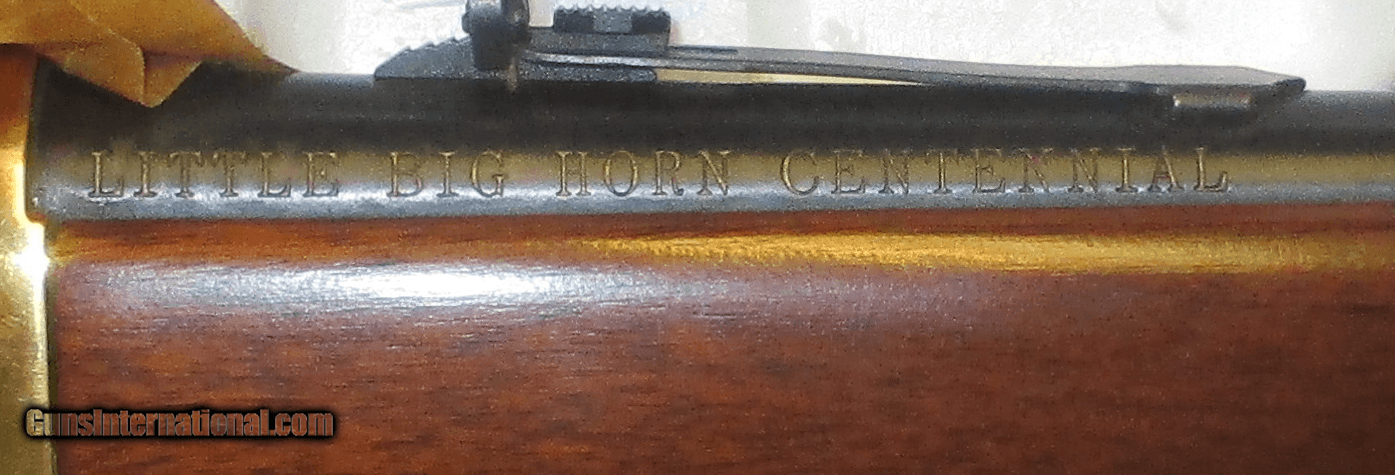 LITTLE BIG HORN CENTENNIAL
GunsInternational.com